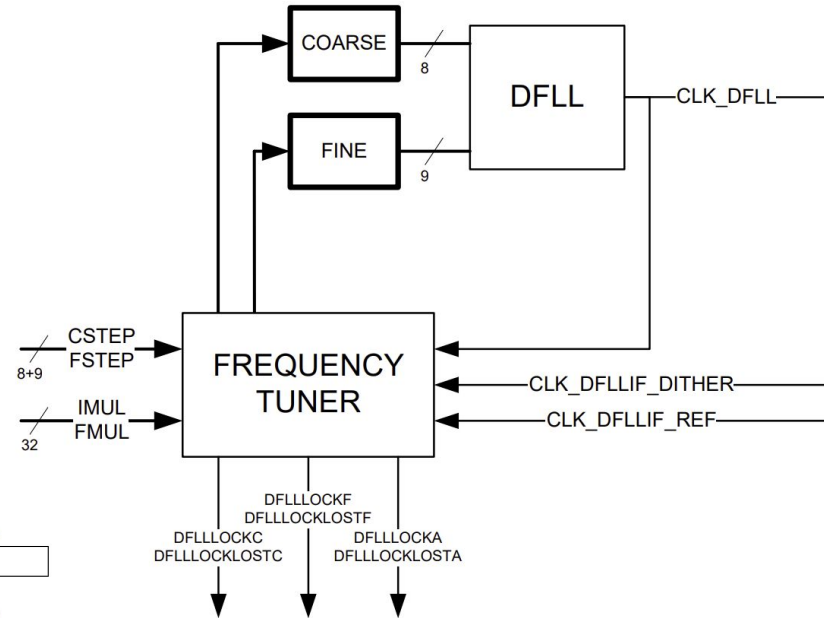 COARSE
8
DFLL
CLK_DFLL
FINE
9
CSTEP
FSTEP
8+9
IMUL
FMUL
32
FREQUENCY
TUNER
CLK_DFLLIF_DITHER
CLK_DFLLIF_REF
DFLLLOCKF
DFLLLOCKLOSTF
DFLLLOCKC
DFLLLOCKLOSTC
DFLLLOCKA
DFLLLOCKLOSTA